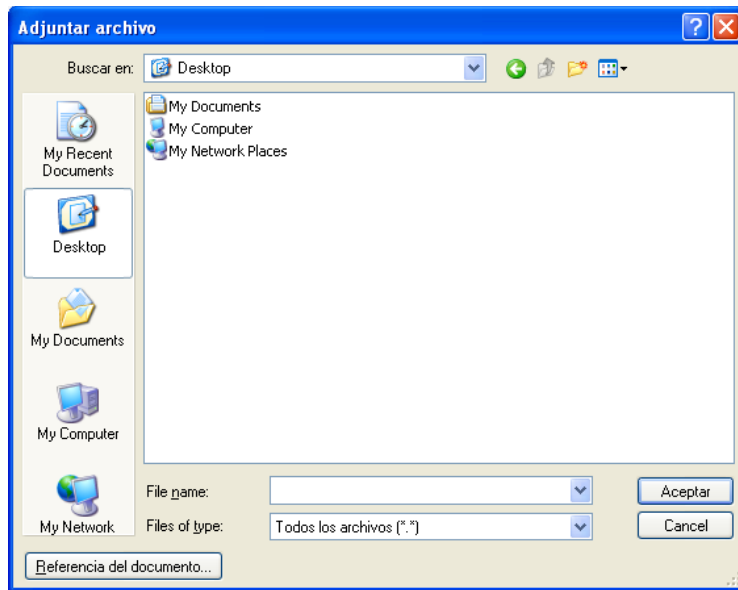 Adjuntar archivo
Buscar en:
Desktop
My Documents
My Computer
My Network Places
My Recent
Documents
Desktop
My Documents
My Computer
My Network
File name:
Aceptar
Files of type:
Todos los archivos (*.*)
Cancel
Referencia del documento...